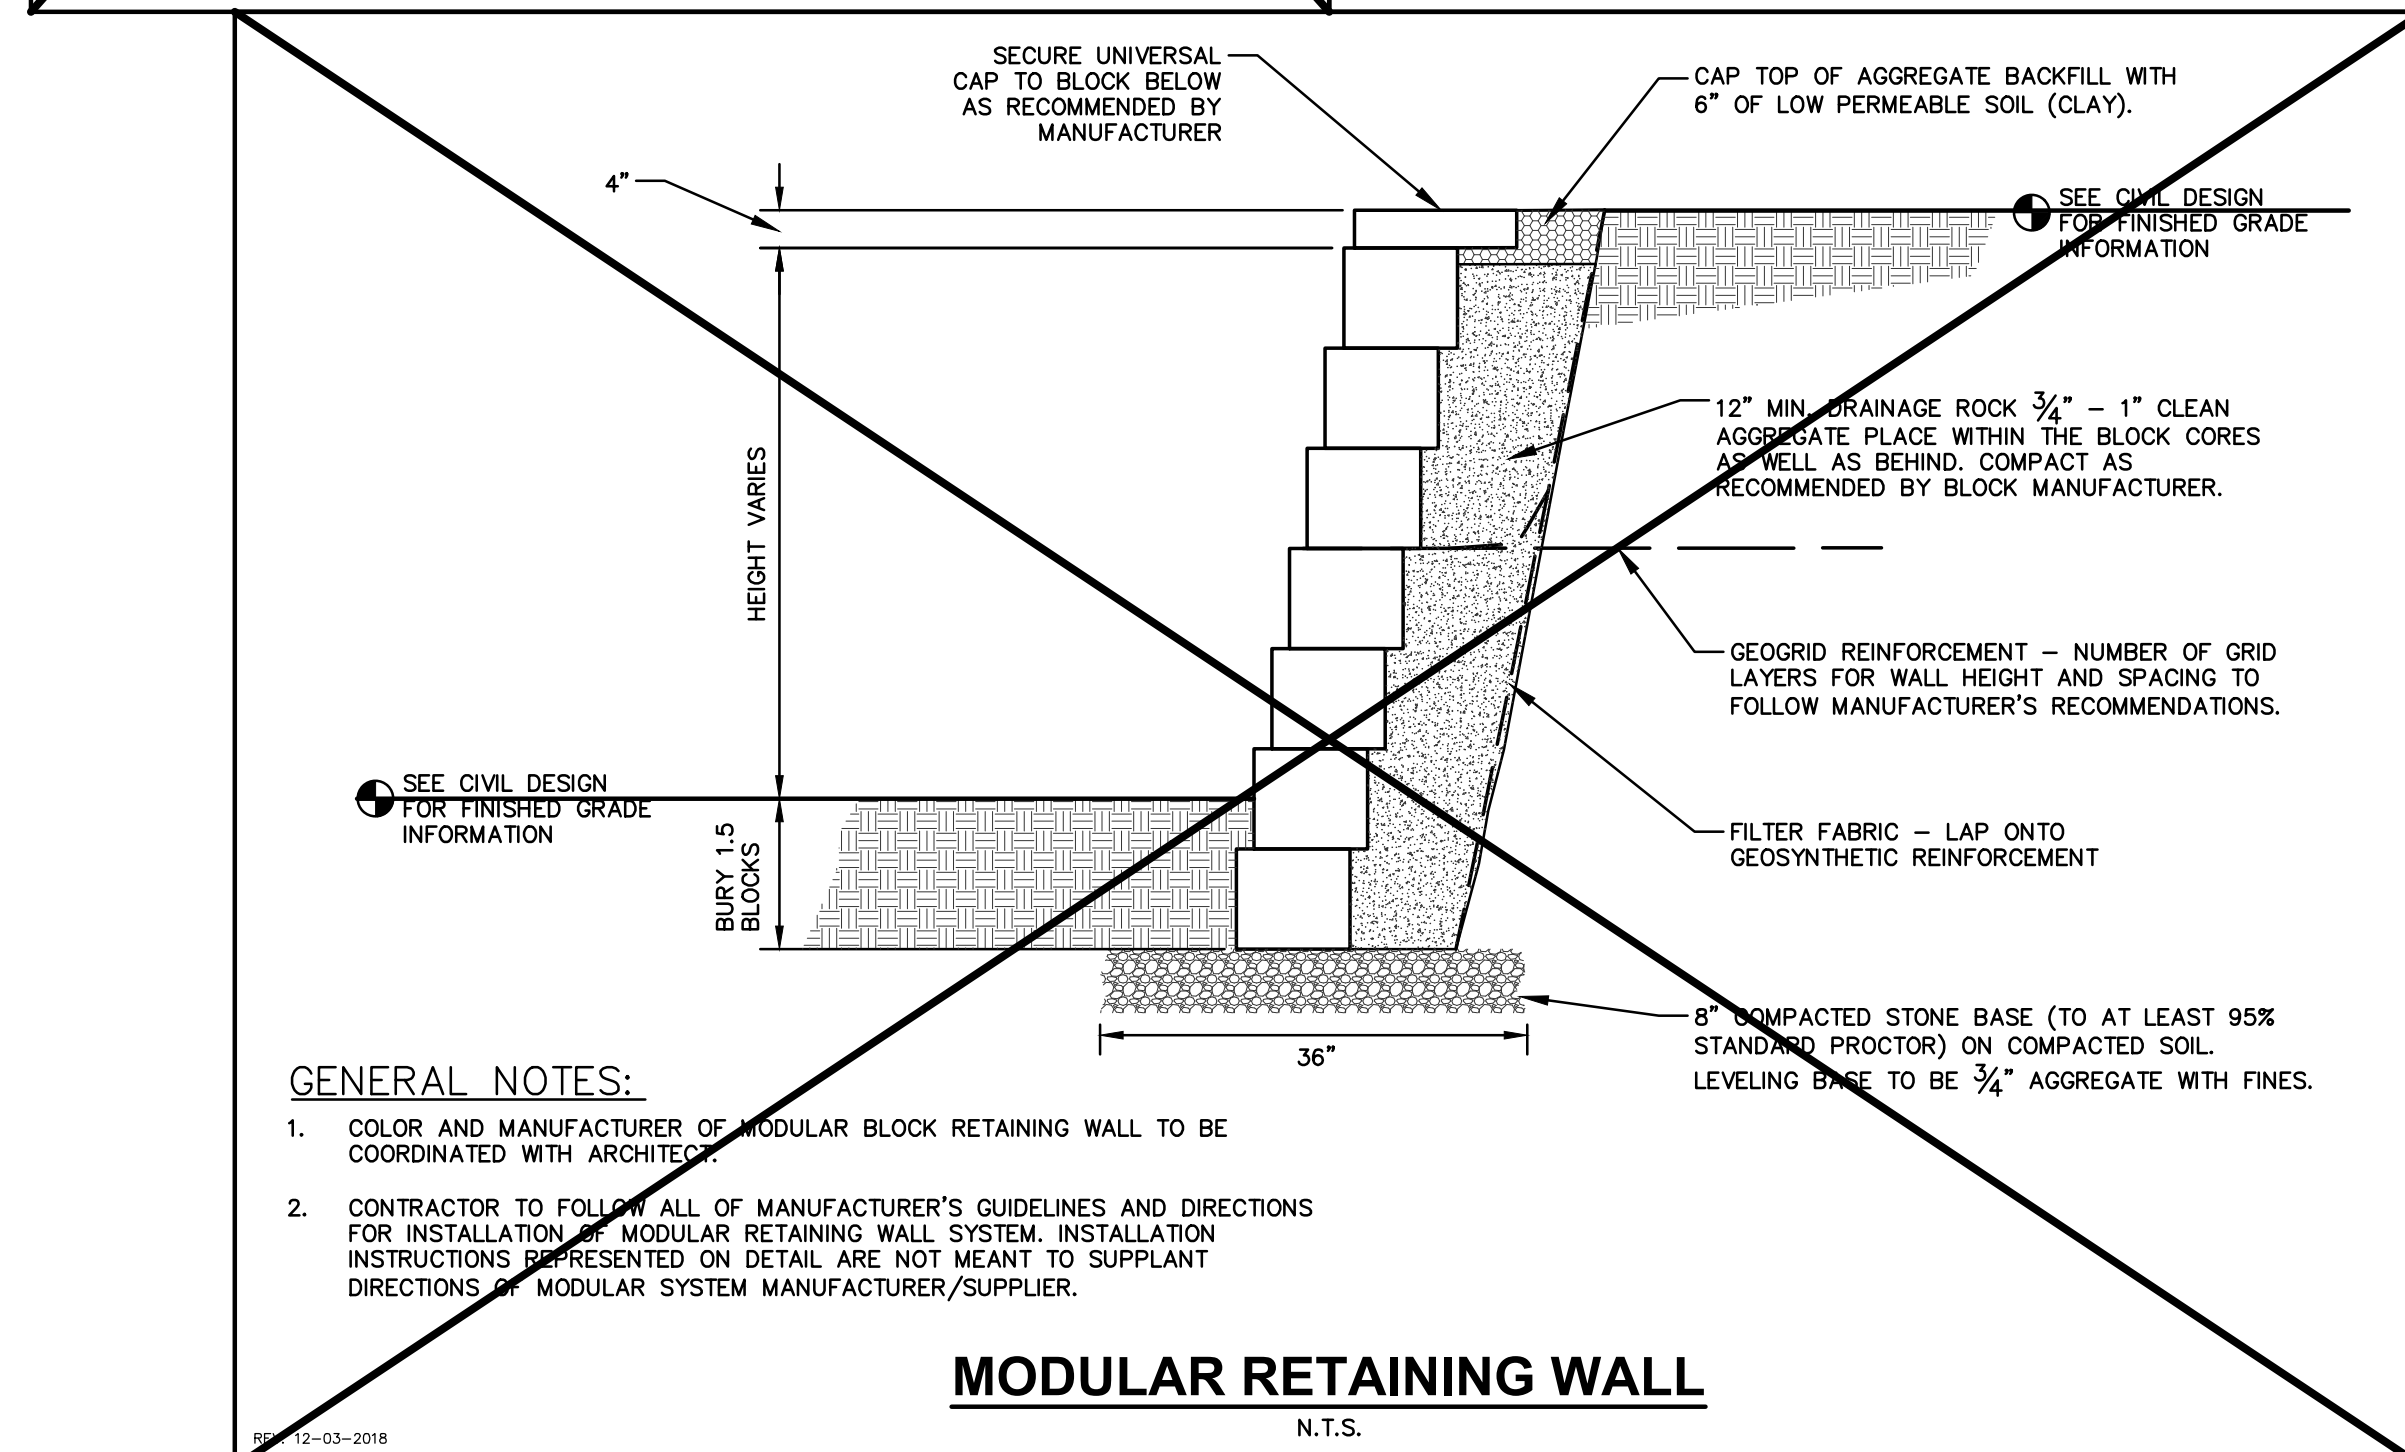 SECURE UNIVERSAL
CAP TO BLOCK BELOW
AS RECOMMENDED BY
MANUFACTURER
CAP TOP OF AGGREGATE BACKFILL WITH
6" OF LOW PERMEABLE SOIL (CLAY).
4"
SEE CIVIL DESIGN
FOR FINISHED GRADE
INFORMATION
12" MIN. DRAINAGE ROCK 3/4" – 1" CLEAN
AGGREGATE PLACE WITHIN THE BLOCK CORES
AS WELL AS BEHIND. COMPACT AS
RECOMMENDED BY BLOCK MANUFACTURER.
HEIGHT VARIES
GEOGRID REINFORCEMENT – NUMBER OF GRID
LAYERS FOR WALL HEIGHT AND SPACING TO
FOLLOW MANUFACTURER'S RECOMMENDATIONS.
SEE CIVIL DESIGN
FOR FINISHED GRADE
INFORMATION
BURY 1.5
BLOCKS
FILTER FABRIC – LAP ONTO
GEOSYNTHETIC REINFORCEMENT
8" COMPACTED STONE BASE (TO AT LEAST 95%
STANDARD PROCTOR) ON COMPACTED SOIL.
LEVELING BASE TO BE 3/4" AGGREGATE WITH FINES.
36"
GENERAL NOTES:
1. COLOR AND MANUFACTURER OF MODULAR BLOCK RETAINING WALL TO BE
COORDINATED WITH ARCHITECT.
2. CONTRACTOR TO FOLLOW ALL OF MANUFACTURER'S GUIDELINES AND DIRECTIONS
FOR INSTALLATION OF MODULAR RETAINING WALL SYSTEM. INSTALLATION
INSTRUCTIONS REPRESENTED ON DETAIL ARE NOT MEANT TO SUPPLANT
DIRECTIONS OF MODULAR SYSTEM MANUFACTURER/SUPPLIER.
MODULAR RETAINING WALL
N.T.S.
REV. 12-03-2018